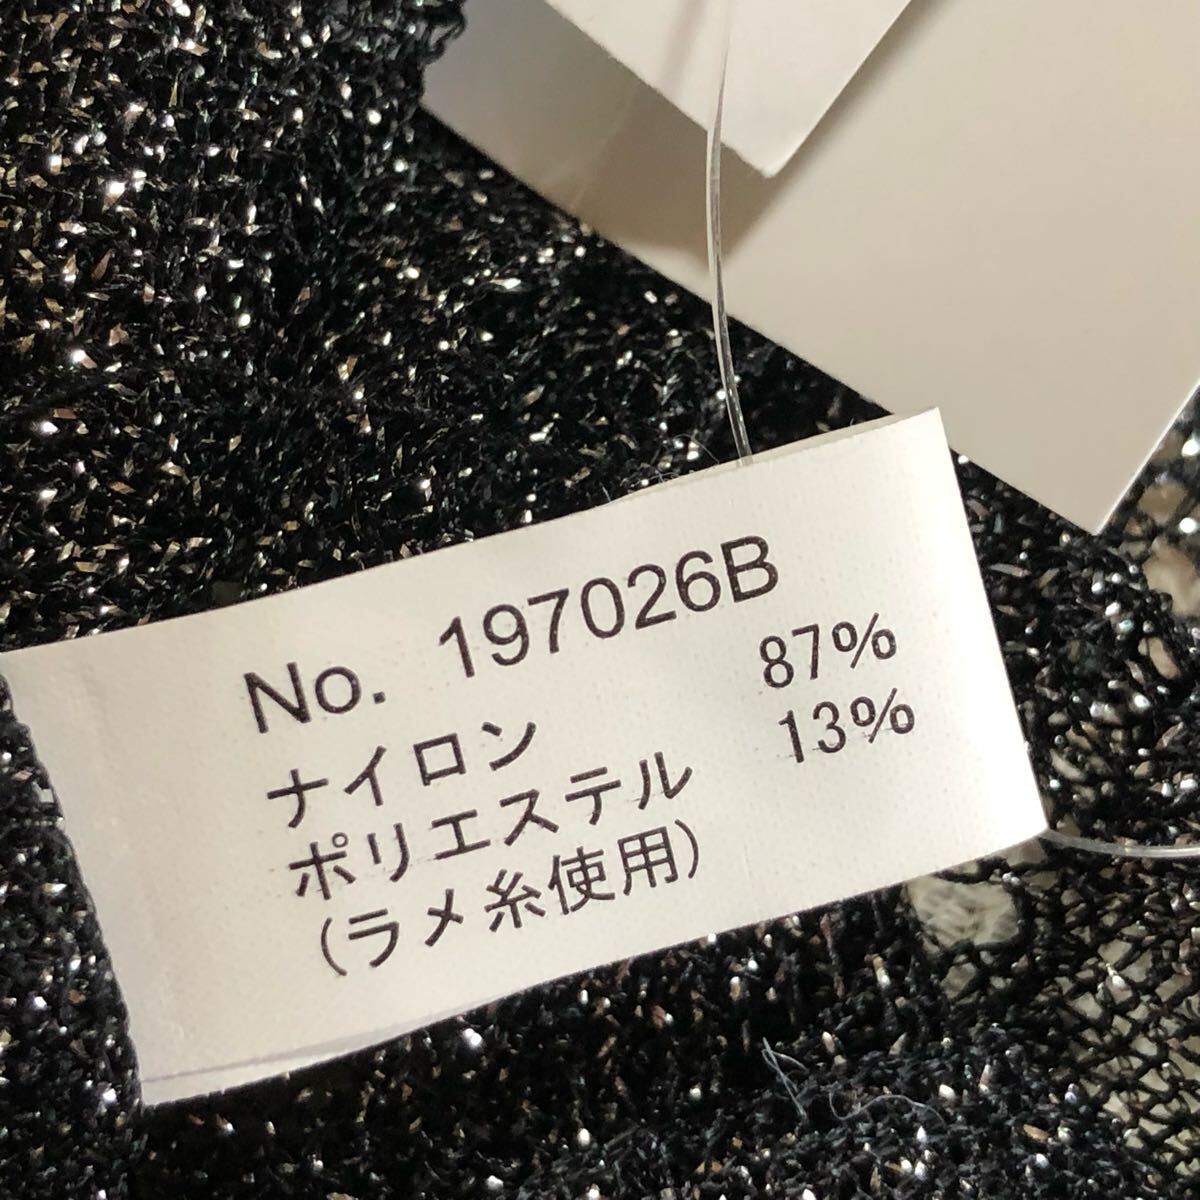 No. 197026B
ナイロン 87%
ポリエステル 13%
(ラメ糸使用)